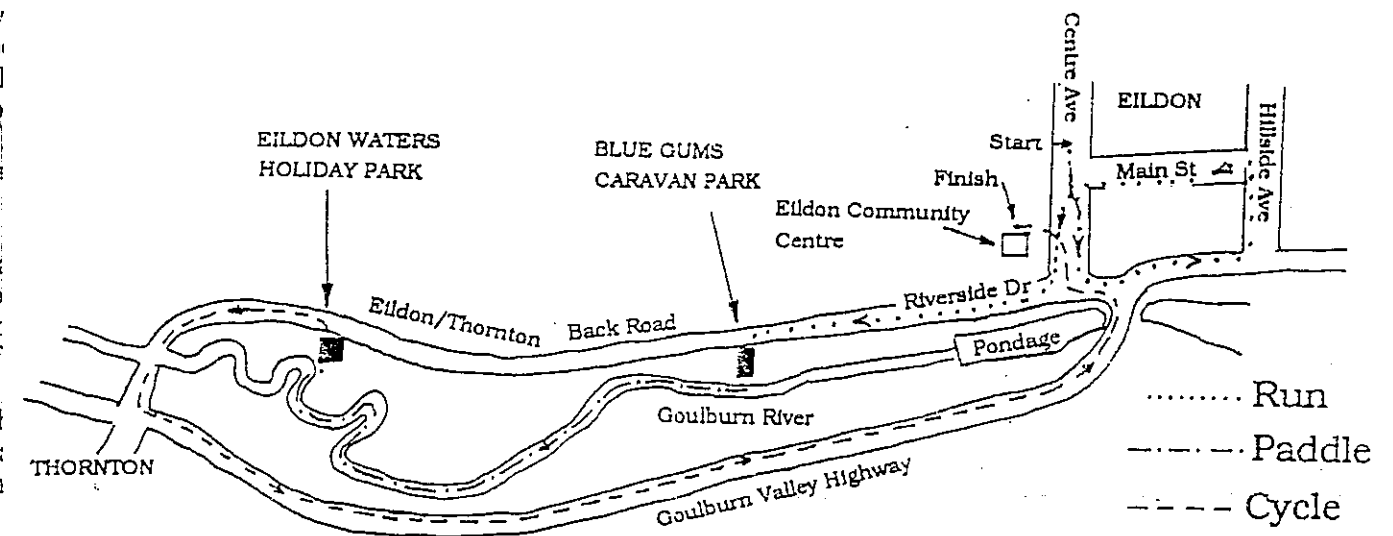 Centre Ave
EILDON
Hillside Ave
EILDON WATERS
HOLIDAY PARK
BLUE GUMS
CARAVAN PARK
Start
Main St
Finish
Eildon Community
Centre
Riverside Dr
Eildon/Thornton
Back Road
Pondage
Goulburn River
Run
Paddle
THORNTON
Goulburn Valley Highway
Cycle